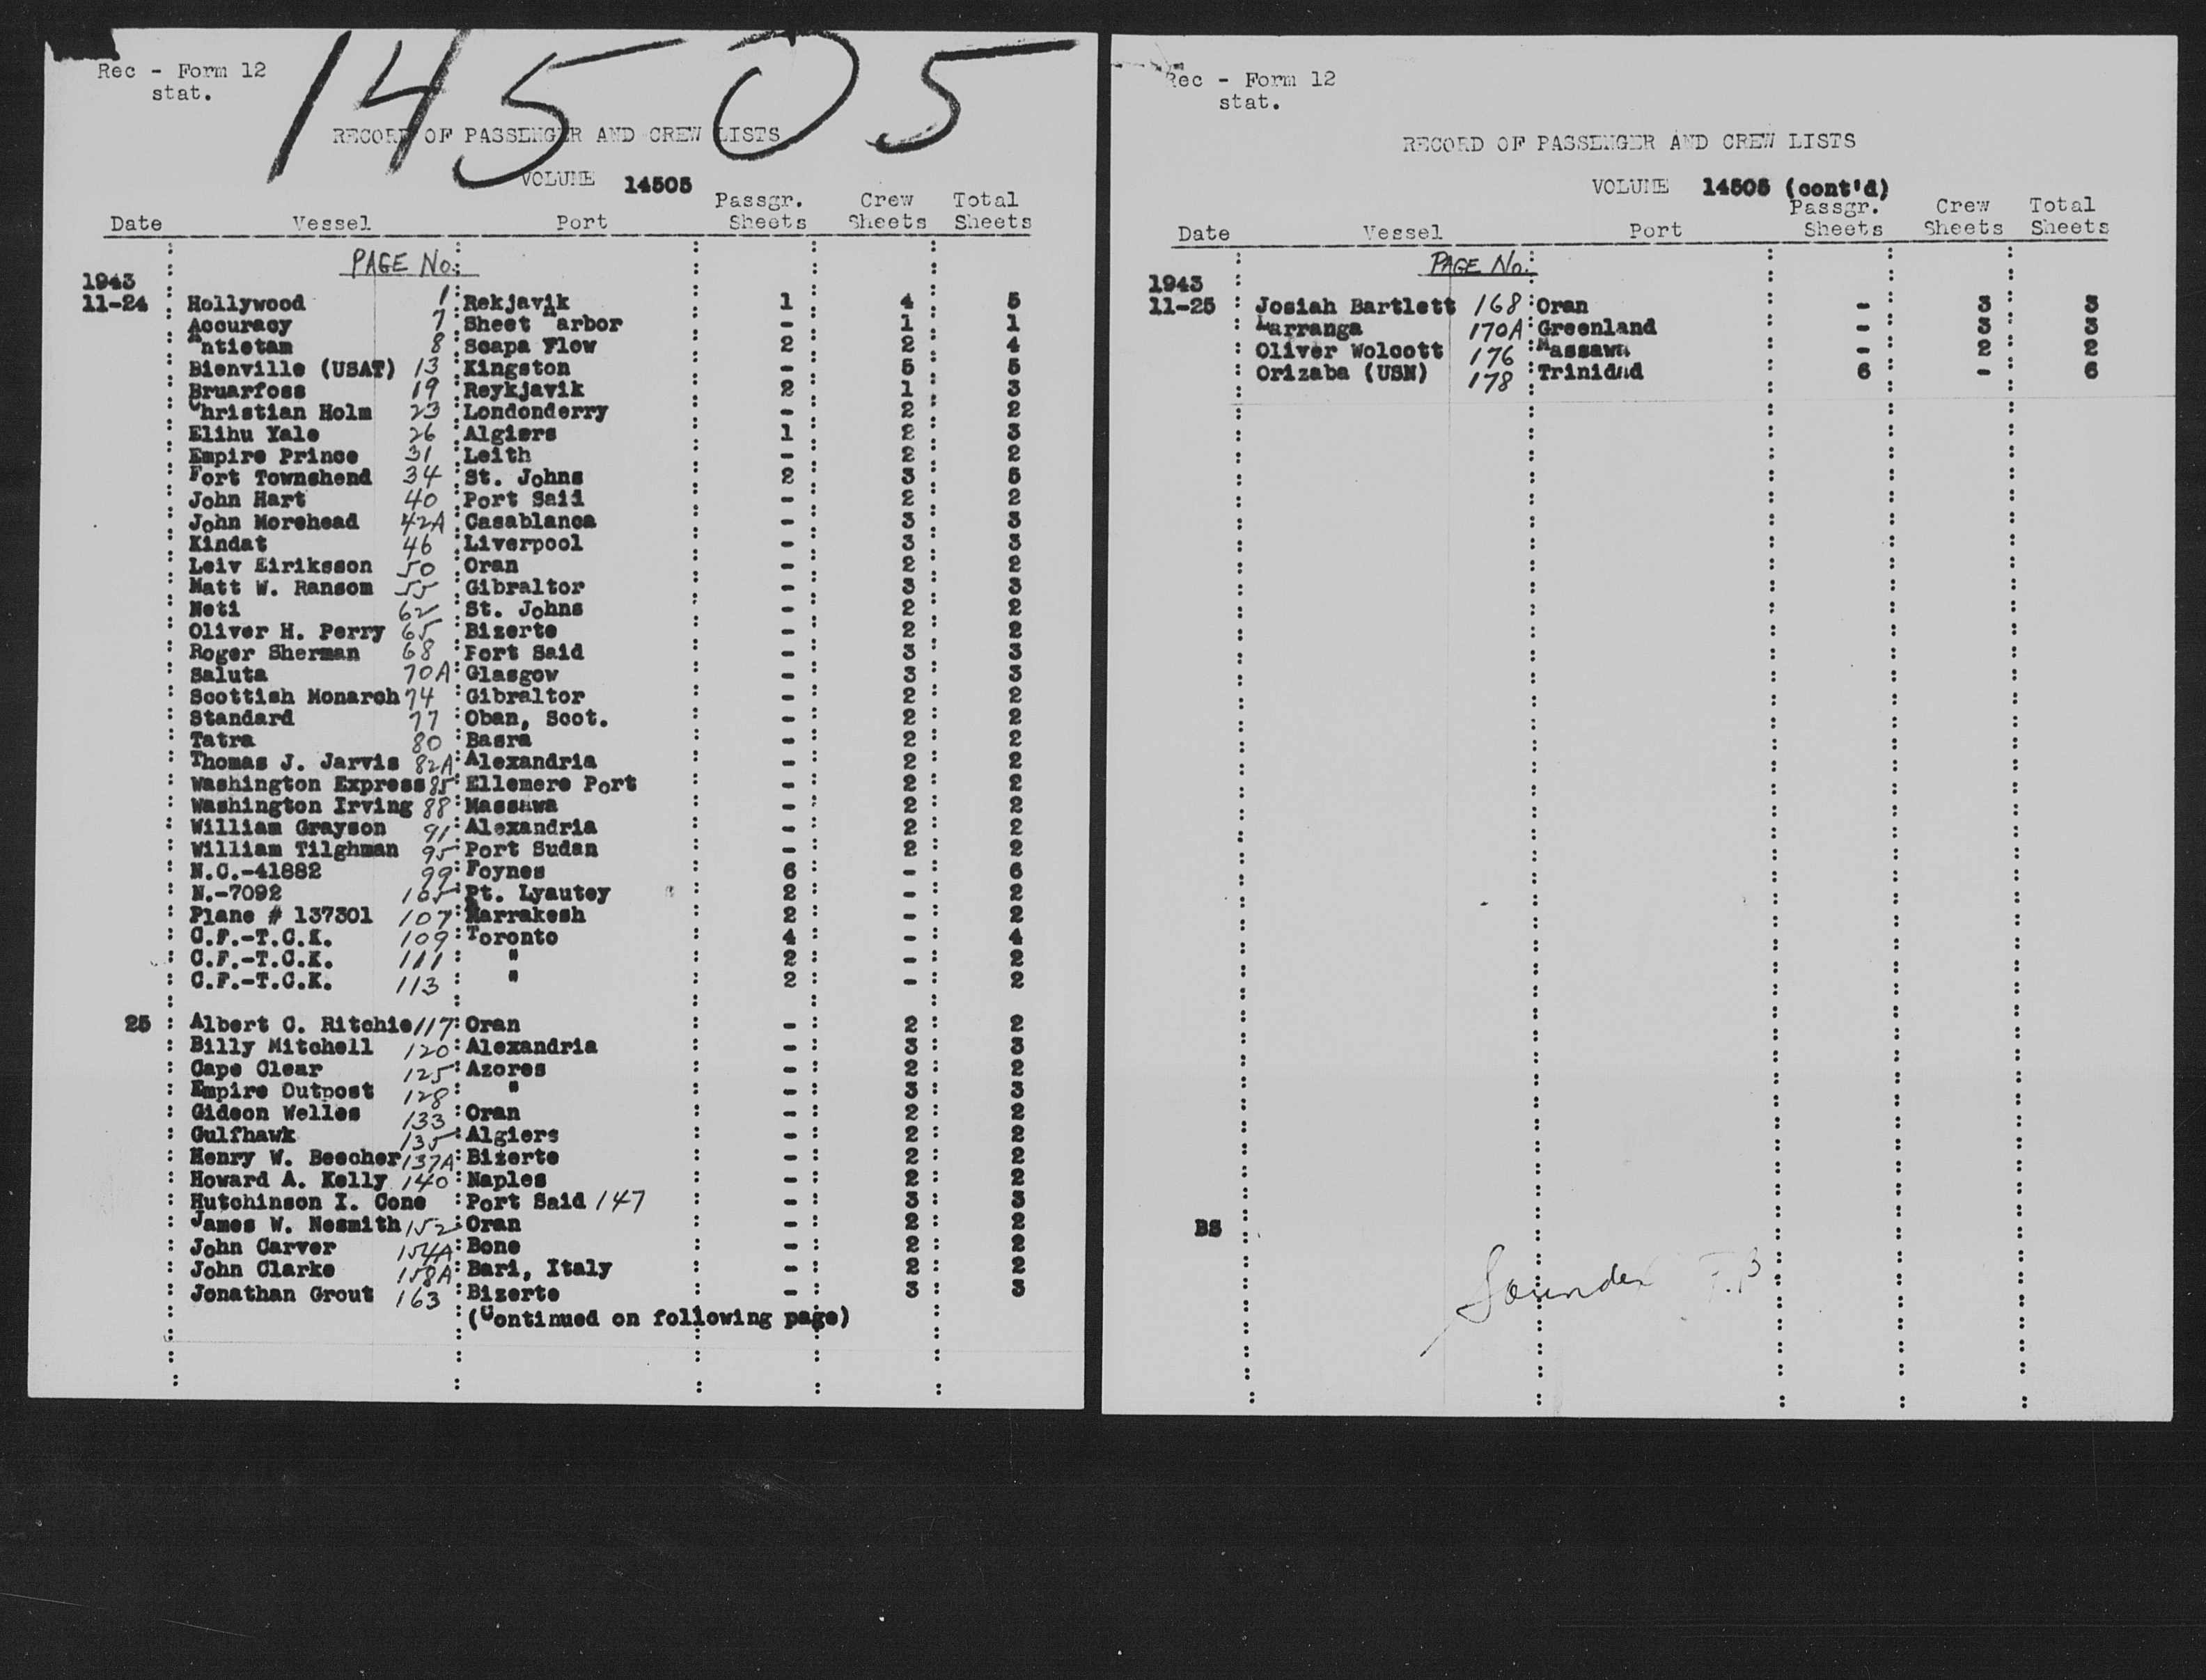 14505
Rec - Form 12
stat.
RECORD OF PASSENGER AND CREW LISTS
VOLUME 14505
Date Vessel Port Passgr. Sheets Crew Sheets Total Sheets
PAGE No.
1943
11-24 Hollywood 1 Rekjavik 1 4 5
Accuracy 7 Sheet Harbor - 1 1
Antietam 8 Scapa Flow 2 2 4
Bienville (USAT) 13 Kingston - 5 5
Bruarfoss 19 Reykjavik 2 1 3
Christian Holm 23 Londonderry - 2 2
Elihu Yale 26 Algiers 1 2 3
Empire Prince 31 Leith - 2 2
Fort Townshend 34 St. Johns 2 3 5
John Hart 40 Port Said - 2 2
John Morehead 42A Casablanca - 3 3
Kindat 46 Liverpool - 3 3
Leiv Eiriksson 50 Oran - 2 2
Matt W. Ransom 55 Gibraltor - 3 3
Neti 62 St. Johns - 2 2
Oliver H. Perry 65 Bizerte - 2 2
Roger Sherman 68 Port Said - 3 3
Saluta 70A Glasgow - 3 3
Scottish Monarch 74 Gibraltor - 2 2
Standard 77 Oban, Scot. - 2 2
Tatra 80 Basra - 2 2
Thomas J. Jarvis 82A Alexandria - 2 2
Washington Express 85 Ellemere Port - 2 2
Washington Irving 88 Massawa - 2 2
William Grayson 91 Alexandria - 2 2
William Tilghman 95 Port Sudan - 2 2
N.C.-41882 99 Foynes 6 - 6
N.-7092 105 Pt. Lyautey 2 - 2
Plane # 137301 107 Marrakesh 2 - 2
C.F.-T.C.K. 109 Toronto 4 - 4
C.F.-T.C.K. 111 " 2 - 2
C.F.-T.C.K. 113 " 2 - 2
25 Albert C. Ritchie 117 Oran - 2 2
Billy Mitchell 120 Alexandria - 3 3
Cape Clear 125 Azores - 2 2
Empire Outpost 128 " - 3 3
Gideon Welles 133 Oran - 2 2
Gulfhawk 135 Algiers - 2 2
Henry W. Beecher 137A Bizerte - 2 2
Howard A. Kelly 140 Naples - 2 2
Hutchinson I. Cone Port Said 147 - 3 3
James W. Nesmith 152 Oran - 2 2
John Carver 154A Bone - 2 2
John Clarke 158A Bari, Italy - 2 2
Jonathan Grout 163 Bizerte - 3 3
(Continued on following page)
Rec - Form 12
stat.
RECORD OF PASSENGER AND CREW LISTS
VOLUME 14505 (cont'd)
Date Vessel Port Passgr. Sheets Crew Sheets Total Sheets
PAGE No.
1943
11-25 Josiah Bartlett 168 Oran - 3 3
Larranga 170A Greenland - 3 3
Oliver Wolcott 176 Massawa - 2 2
Orizaba (USN) 178 Trinidad 6 - 6
BS